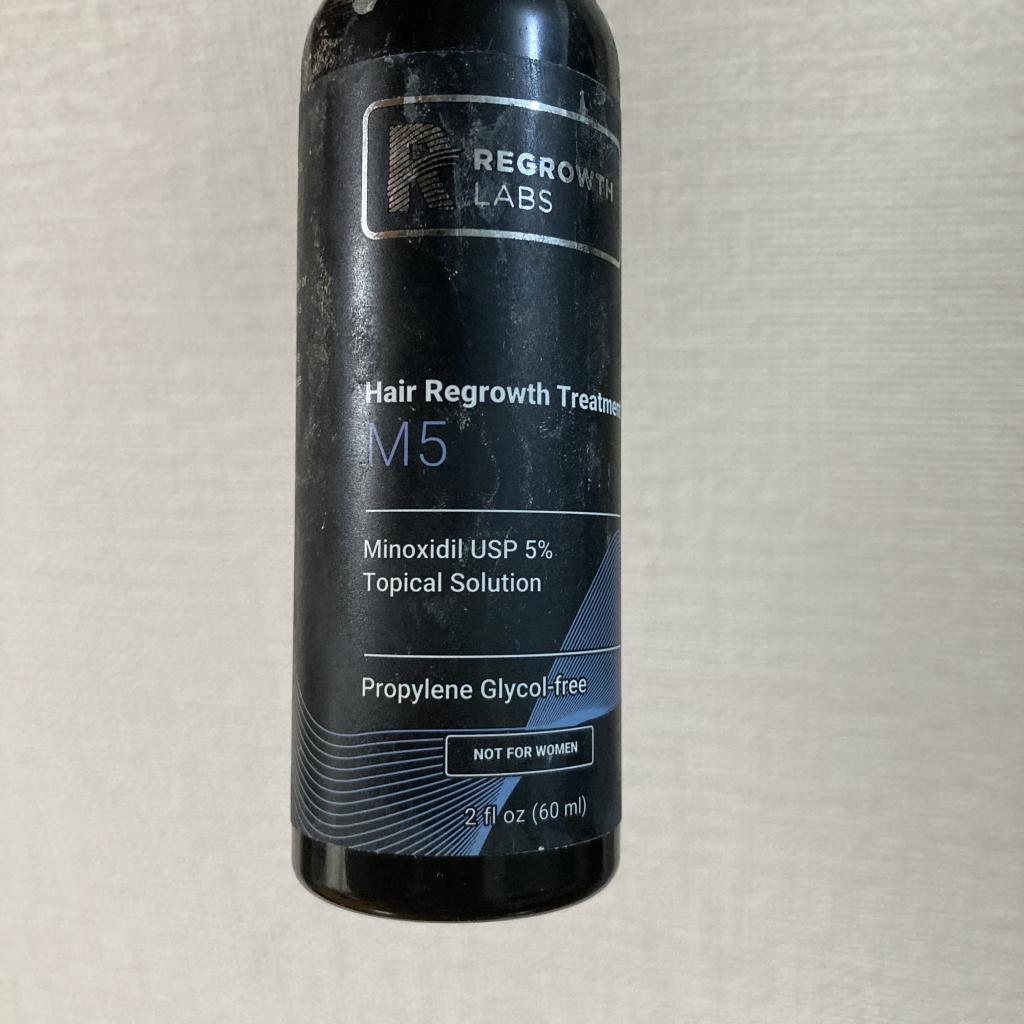 REGROWTH
LABS
Hair Regrowth Treatmen
M5
Minoxidil USP 5%
Topical Solution
Propylene Glycol-free
NOT FOR WOMEN
2 fl oz (60 ml)